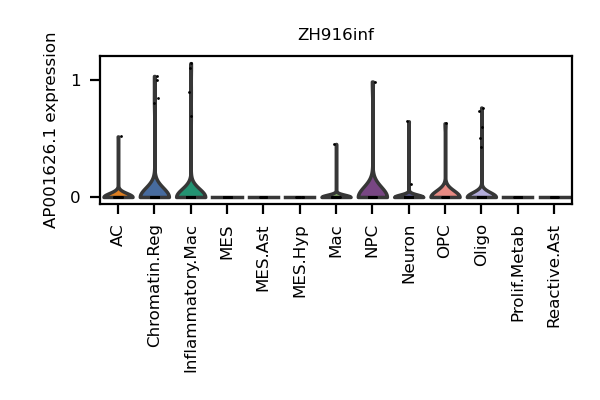 ZH916inf
AP001626.1 expression
1
0
AC
Chromatin.Reg
Inflammatory.Mac
MES
MES.Ast
MES.Hyp
Mac
NPC
Neuron
OPC
Oligo
Prolif.Metab
Reactive.Ast